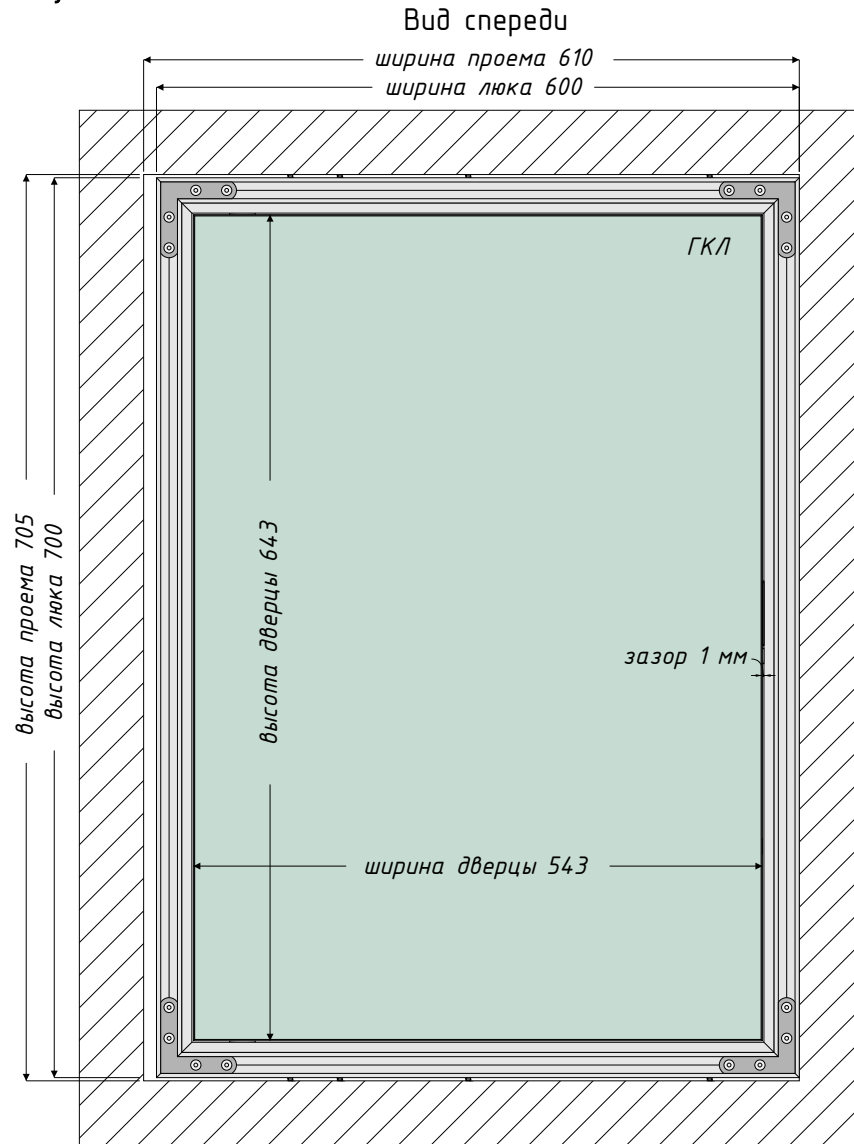 Вид спереди
ширина проема 610
ширина люка 600
ГКЛ
высота проема 705
высота люка 700
высота дверцы 643
зазор 1 мм
ширина дверцы 543